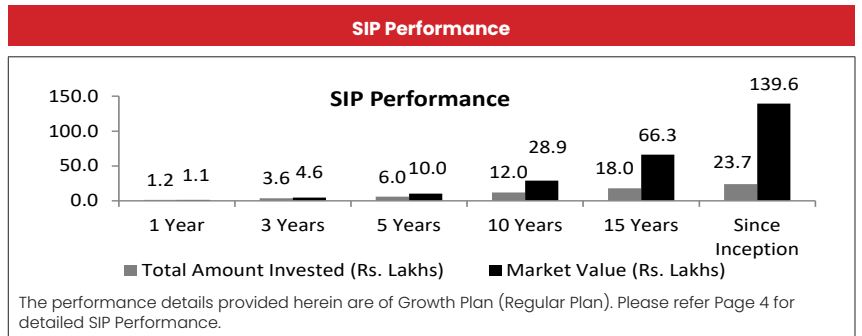 SIP Performance
SIP Performance
150.0
100.0
50.0
0.0
1.2 1.1 3.6 4.6 6.0 10.0 12.0 28.9 18.0 66.3 23.7 139.6
1 Year 3 Years 5 Years 10 Years 15 Years Since
Inception
Total Amount Invested (Rs. Lakhs) Market Value (Rs. Lakhs)
The performance details provided herein are of Growth Plan (Regular Plan). Please refer Page 4 for
detailed SIP Performance.